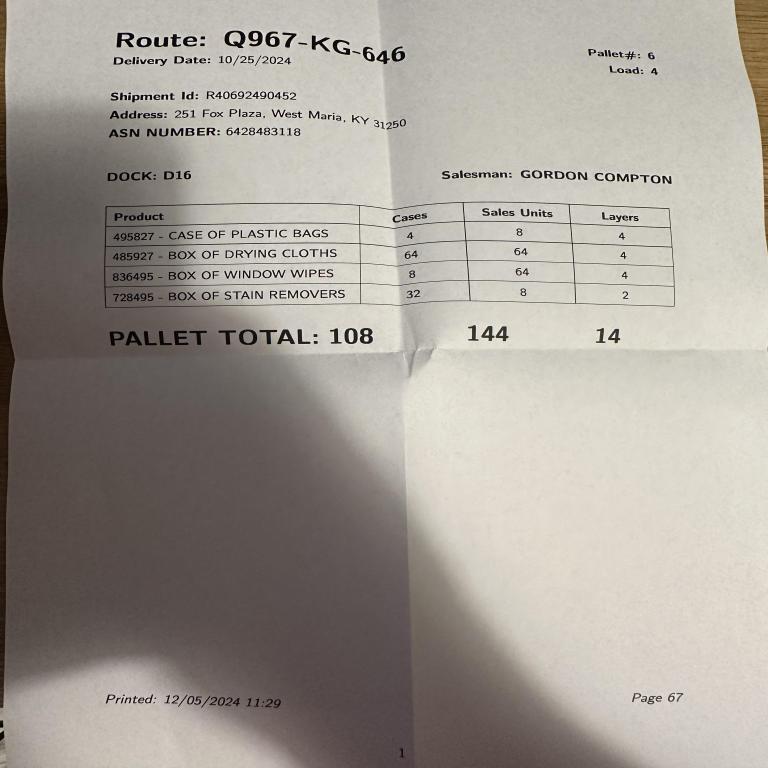 Route: Q967-KG-646
Delivery Date: 10/25/2024
Pallet#: 6
Load: 4
Shipment Id: R40692490452
Address: 251 Fox Plaza, West Maria, KY 31250
ASN NUMBER: 6428483118
DOCK: D16 Salesman: GORDON COMPTON
Product Cases Sales Units Layers
495827 - CASE OF PLASTIC BAGS 4 8 4
485927 - BOX OF DRYING CLOTHS 64 64 4
836495 - BOX OF WINDOW WIPES 8 64 4
728495 - BOX OF STAIN REMOVERS 32 8 2
PALLET TOTAL: 108 144 14
Printed: 12/05/2024 11:29 Page 67
1